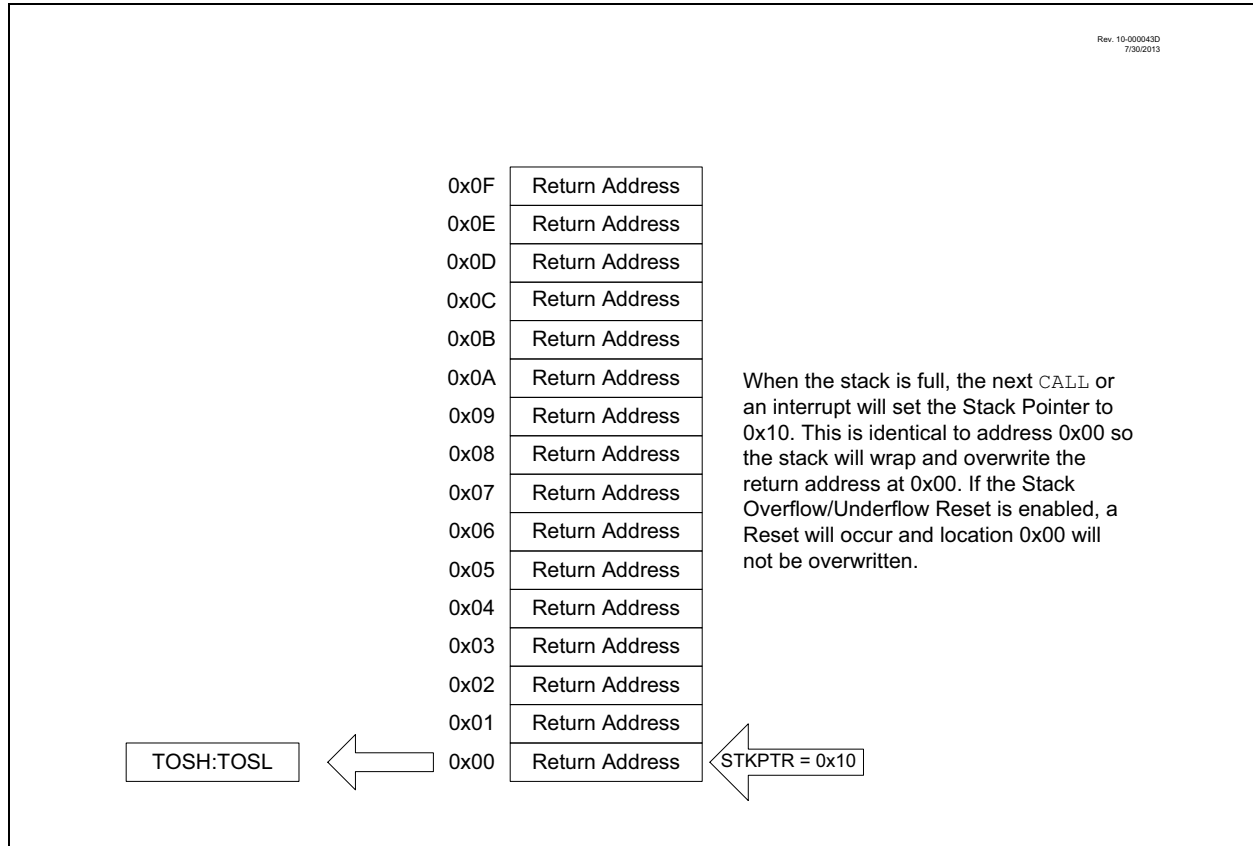 Rev. 10-000043D
7/30/2013
0x0F Return Address
0x0E Return Address
0x0D Return Address
0x0C Return Address
0x0B Return Address
0x0A Return Address
0x09 Return Address
0x08 Return Address
0x07 Return Address
0x06 Return Address
0x05 Return Address
0x04 Return Address
0x03 Return Address
0x02 Return Address
0x01 Return Address
TOSH:TOSL 0x00 Return Address STKPTR = 0x10
When the stack is full, the next CALL or
an interrupt will set the Stack Pointer to
0x10. This is identical to address 0x00 so
the stack will wrap and overwrite the
return address at 0x00. If the Stack
Overflow/Underflow Reset is enabled, a
Reset will occur and location 0x00 will
not be overwritten.